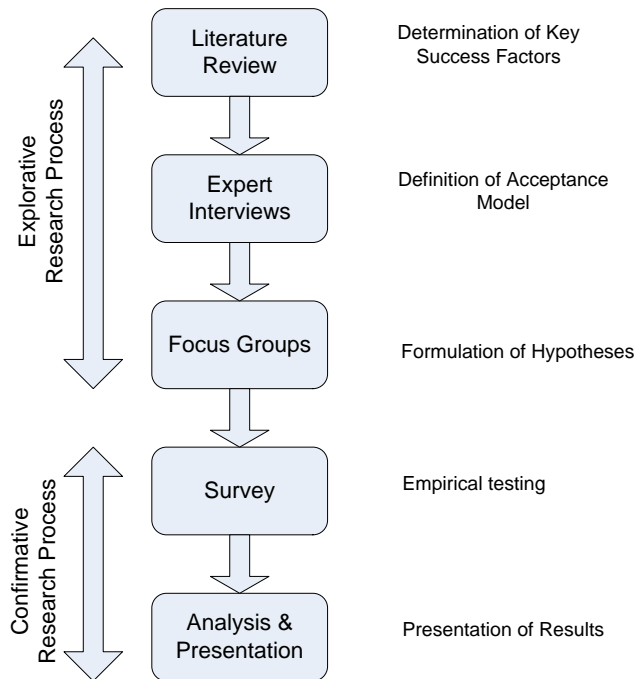 Literature
Review
Determination of Key
Success Factors
Explorative
Research Process
Expert
Interviews
Definition of Acceptance
Model
Focus Groups
Formulation of Hypotheses
Confirmative
Research Process
Survey
Empirical testing
Analysis &
Presentation
Presentation of Results